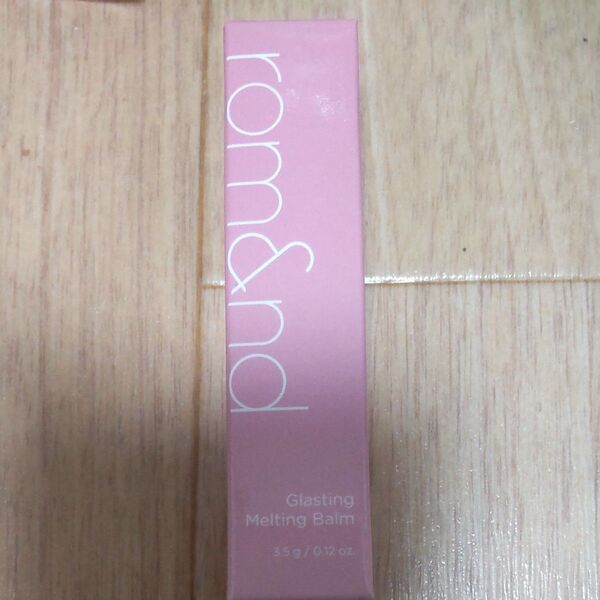 rom&nd
Glasting
Melting Balm
3.5 g / 0.12 oz.